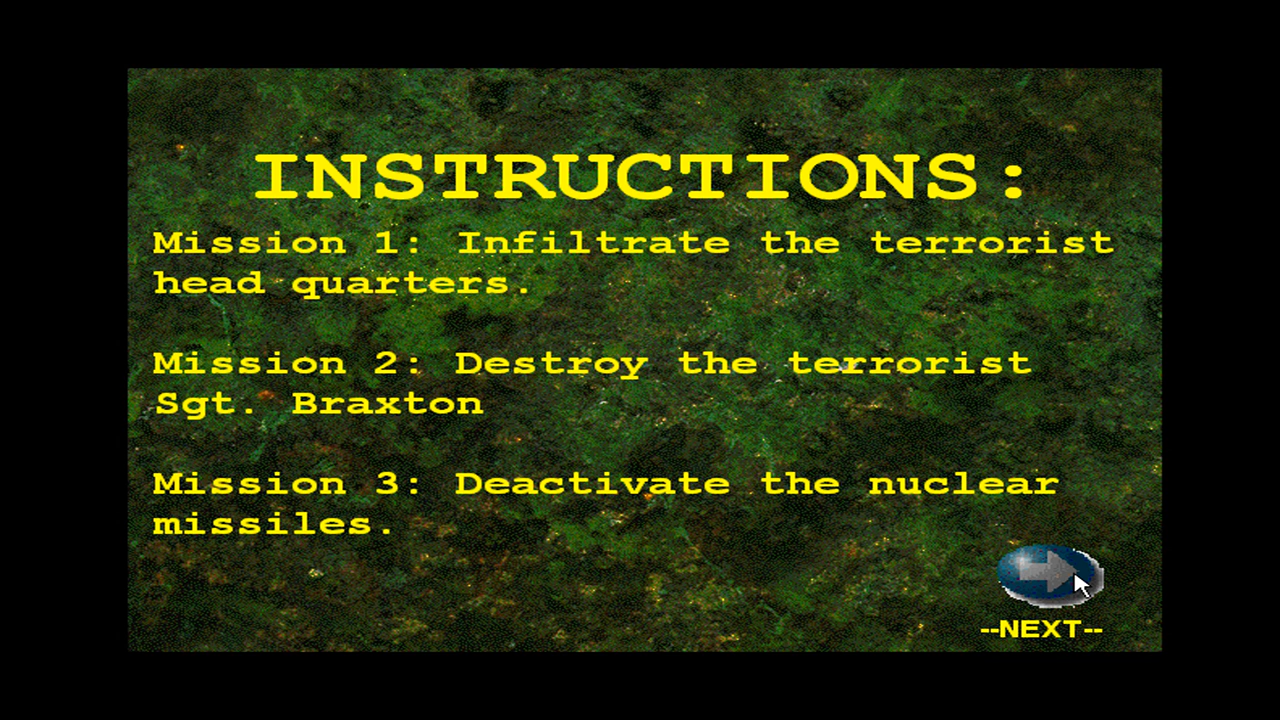 INSTRUCTIONS:
Mission 1: Infiltrate the terrorist
head quarters.
Mission 2: Destroy the terrorist
Sgt. Braxton
Mission 3: Deactivate the nuclear
missiles.
--NEXT--